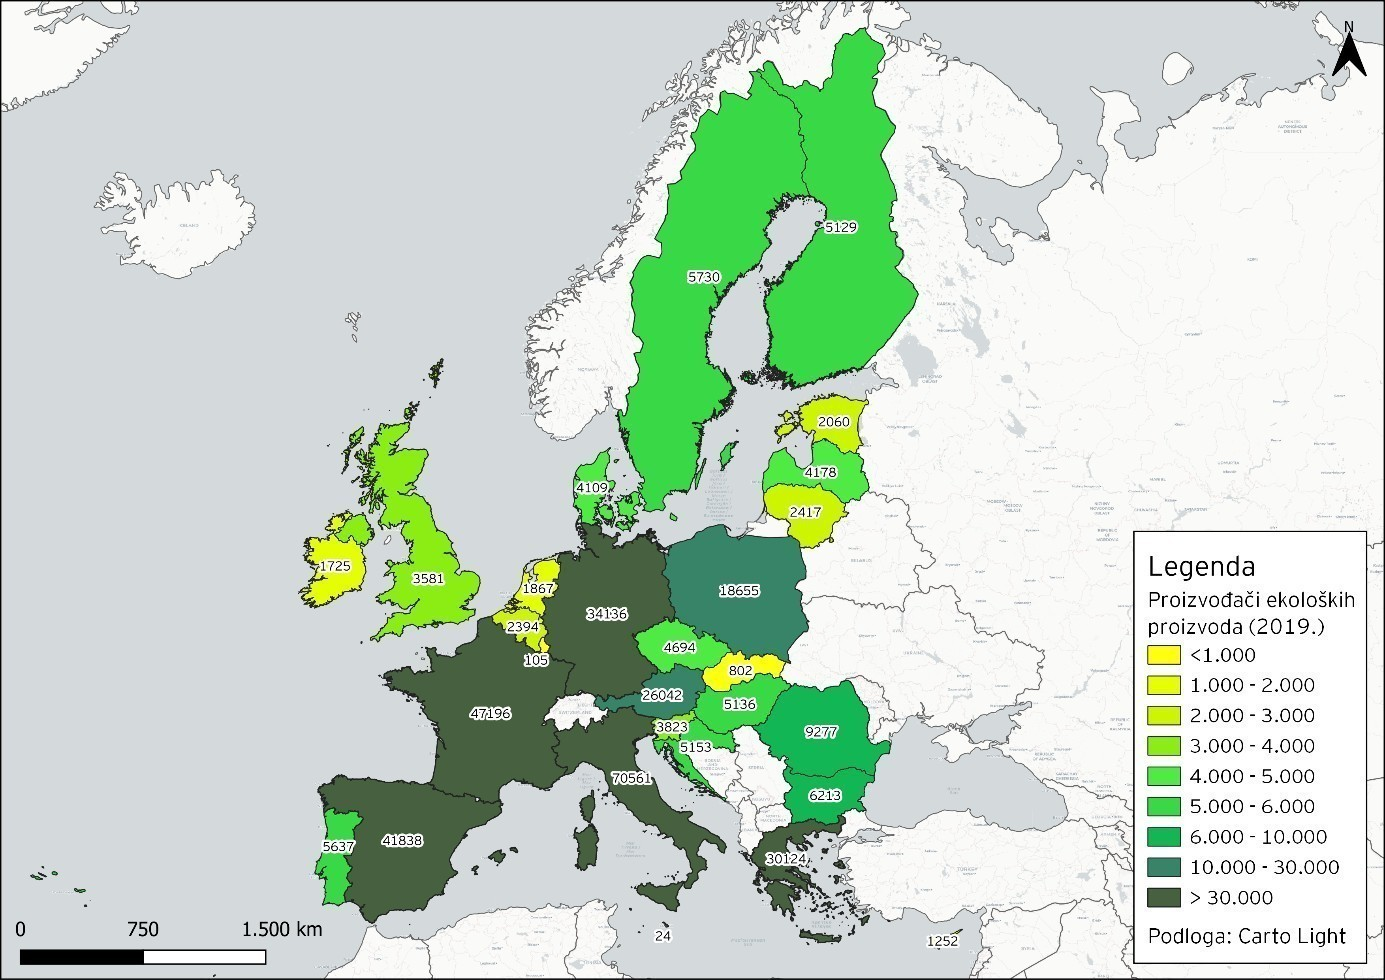 N
5129
5730
2060
4178
4109
2417
1725
3581
1867
18655
34136
2394
4694
105
802
26042
5136
47196
3823
9277
5153
70561
6213
5637
41838
30124
24
1252
Legenda
Proizvođači ekoloških
proizvoda (2019.)
<1.000
1.000 - 2.000
2.000 - 3.000
3.000 - 4.000
4.000 - 5.000
5.000 - 6.000
6.000 - 10.000
10.000 - 30.000
> 30.000
Podloga: Carto Light
0 750 1.500 km